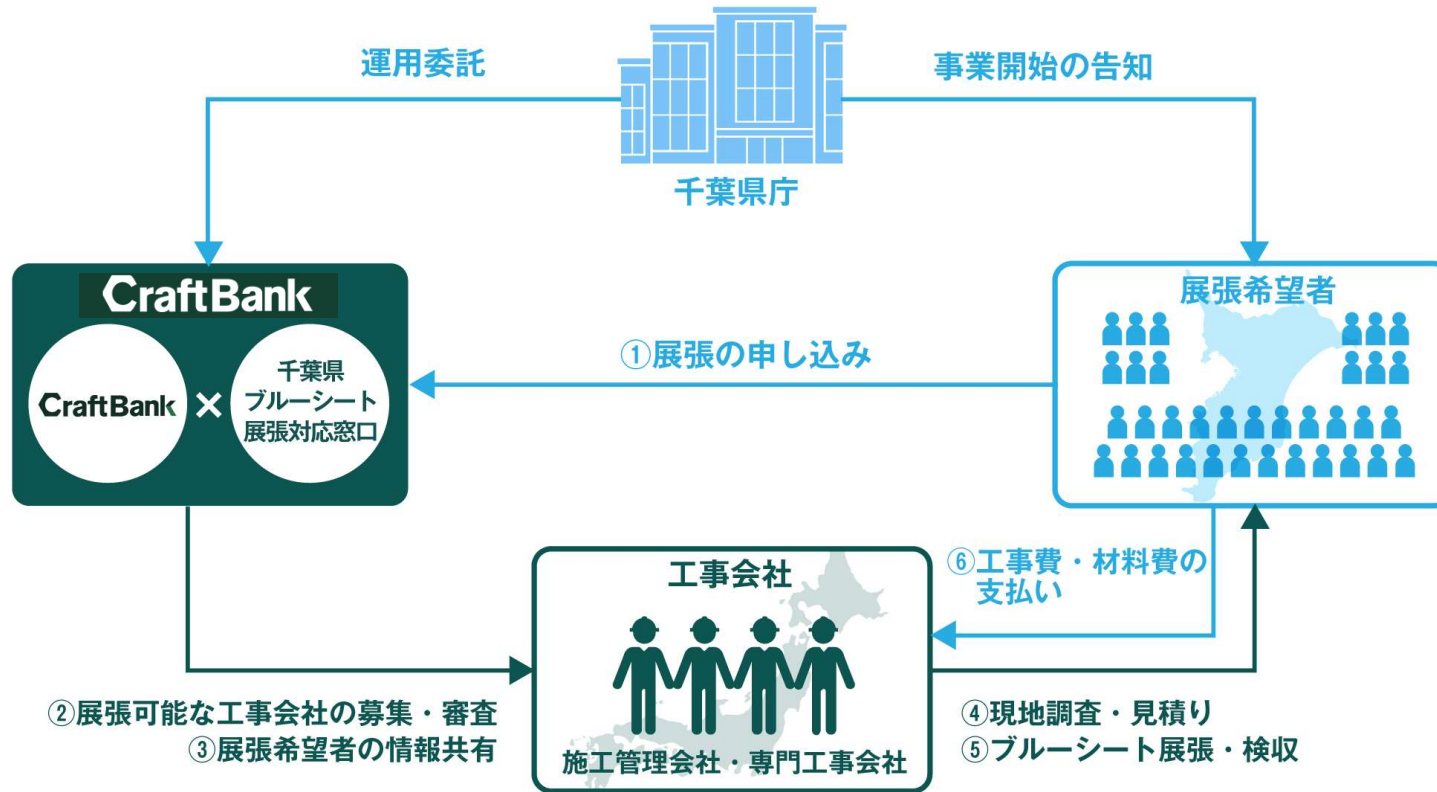 運用委託
事業開始の告知
千葉県庁
CraftBank
CraftBank
×
千葉県
ブルーシート
展張対応窓口
①展張の申し込み
展張希望者
⑥工事費・材料費の
支払い
工事会社
施工管理会社・専門工事会社
②展張可能な工事会社の募集・審査
③展張希望者の情報共有
④現地調査・見積り
⑤ブルーシート展張・検収